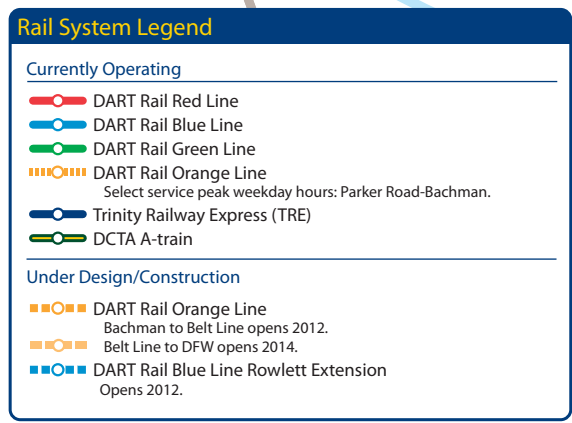 Rail System Legend
Currently Operating
DART Rail Red Line
DART Rail Blue Line
DART Rail Green Line
DART Rail Orange Line
Select service peak weekday hours: Parker Road-Bachman.
Trinity Railway Express (TRE)
DCTA A-train
Under Design/Construction
DART Rail Orange Line
Bachman to Belt Line opens 2012.
Belt Line to DFW opens 2014.
DART Rail Blue Line Rowlett Extension
Opens 2012.